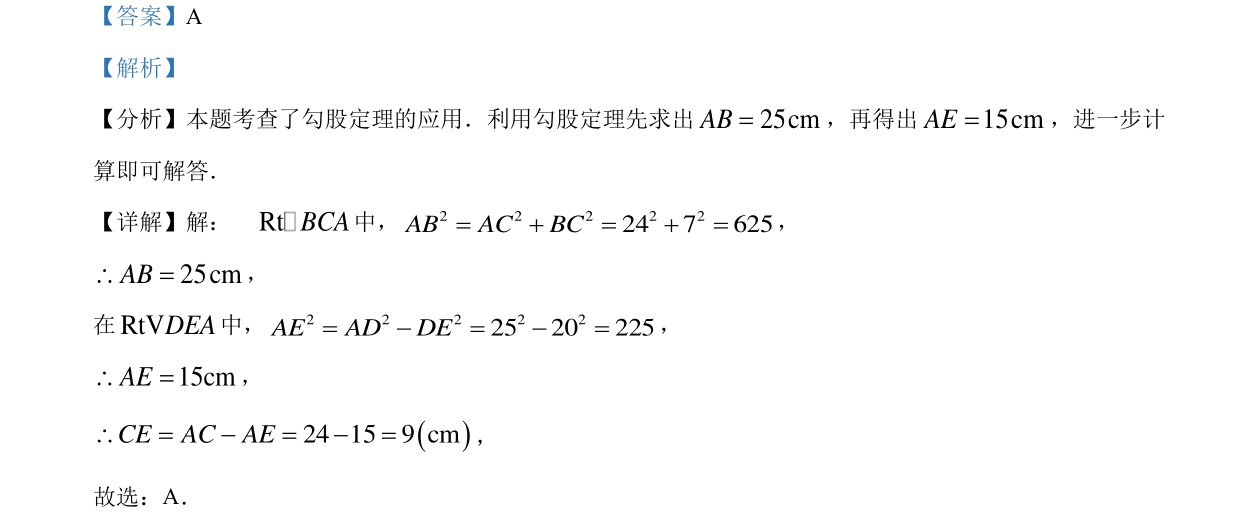 【答案】A
【解析】
【分析】本题考查了勾股定理的应用．利用勾股定理先求出 AB = 25cm，再得出 AE = 15cm，进一步计
算即可解答．
【详解】解： Rt□BCA 中， AB² = AC² + BC² = 24² + 7² = 625，
∴ AB = 25cm，
在 RtVDEA 中， AE² = AD² − DE² = 25² − 20² = 225，
∴ AE = 15cm，
∴ CE = AC − AE = 24 − 15 = 9(cm)，
故选：A．